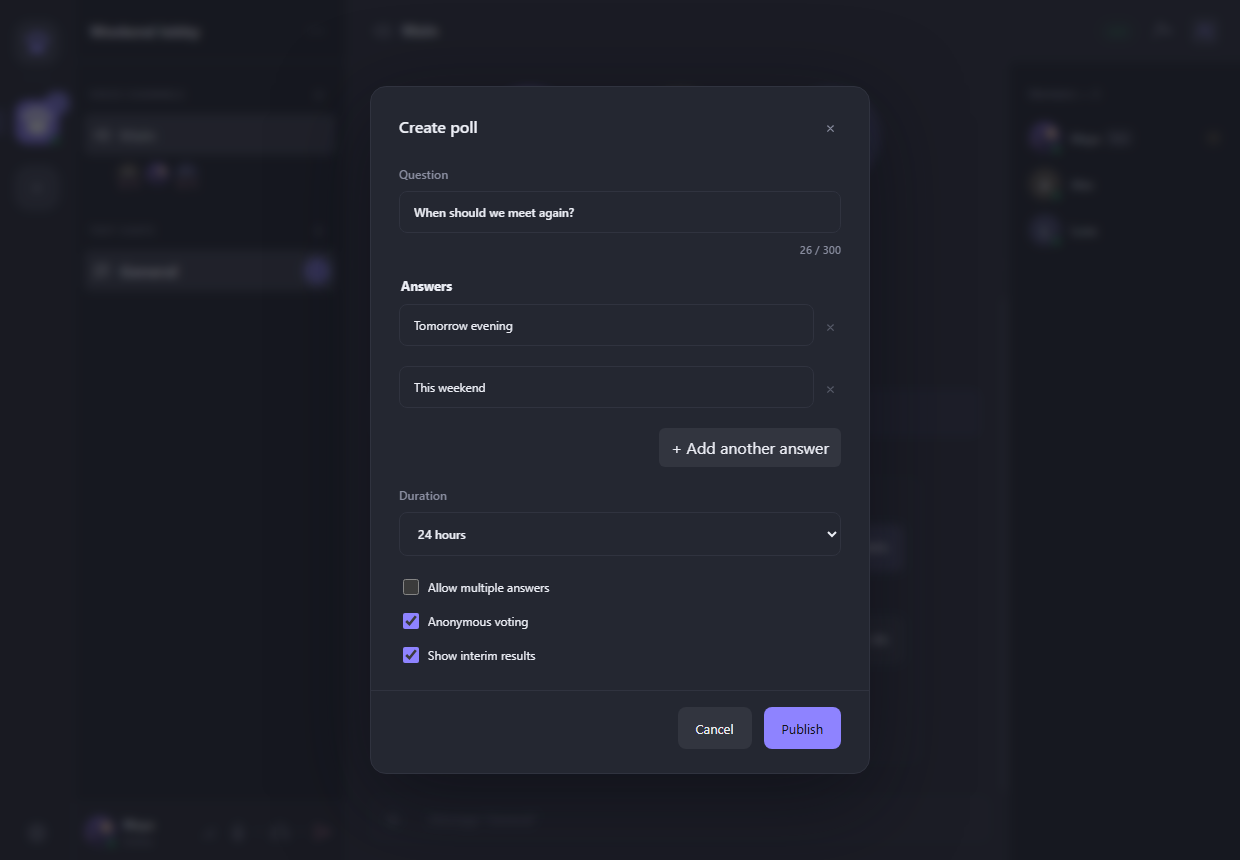 Create poll
×
Question
When should we meet again?
26 / 300
Answers
Tomorrow evening
×
This weekend
×
+ Add another answer
Duration
24 hours
Allow multiple answers
Anonymous voting
Show interim results
Cancel
Publish